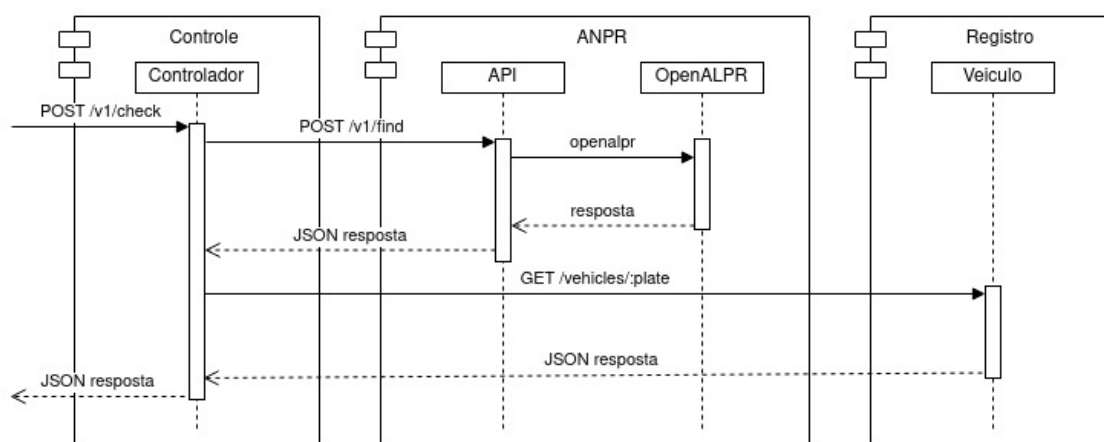 Controle
ANPR
Registro
Controlador
API
OpenALPR
Veiculo
POST /v1/check
POST /v1/find
openalpr
resposta
JSON resposta
GET /vehicles/:plate
JSON resposta
JSON resposta